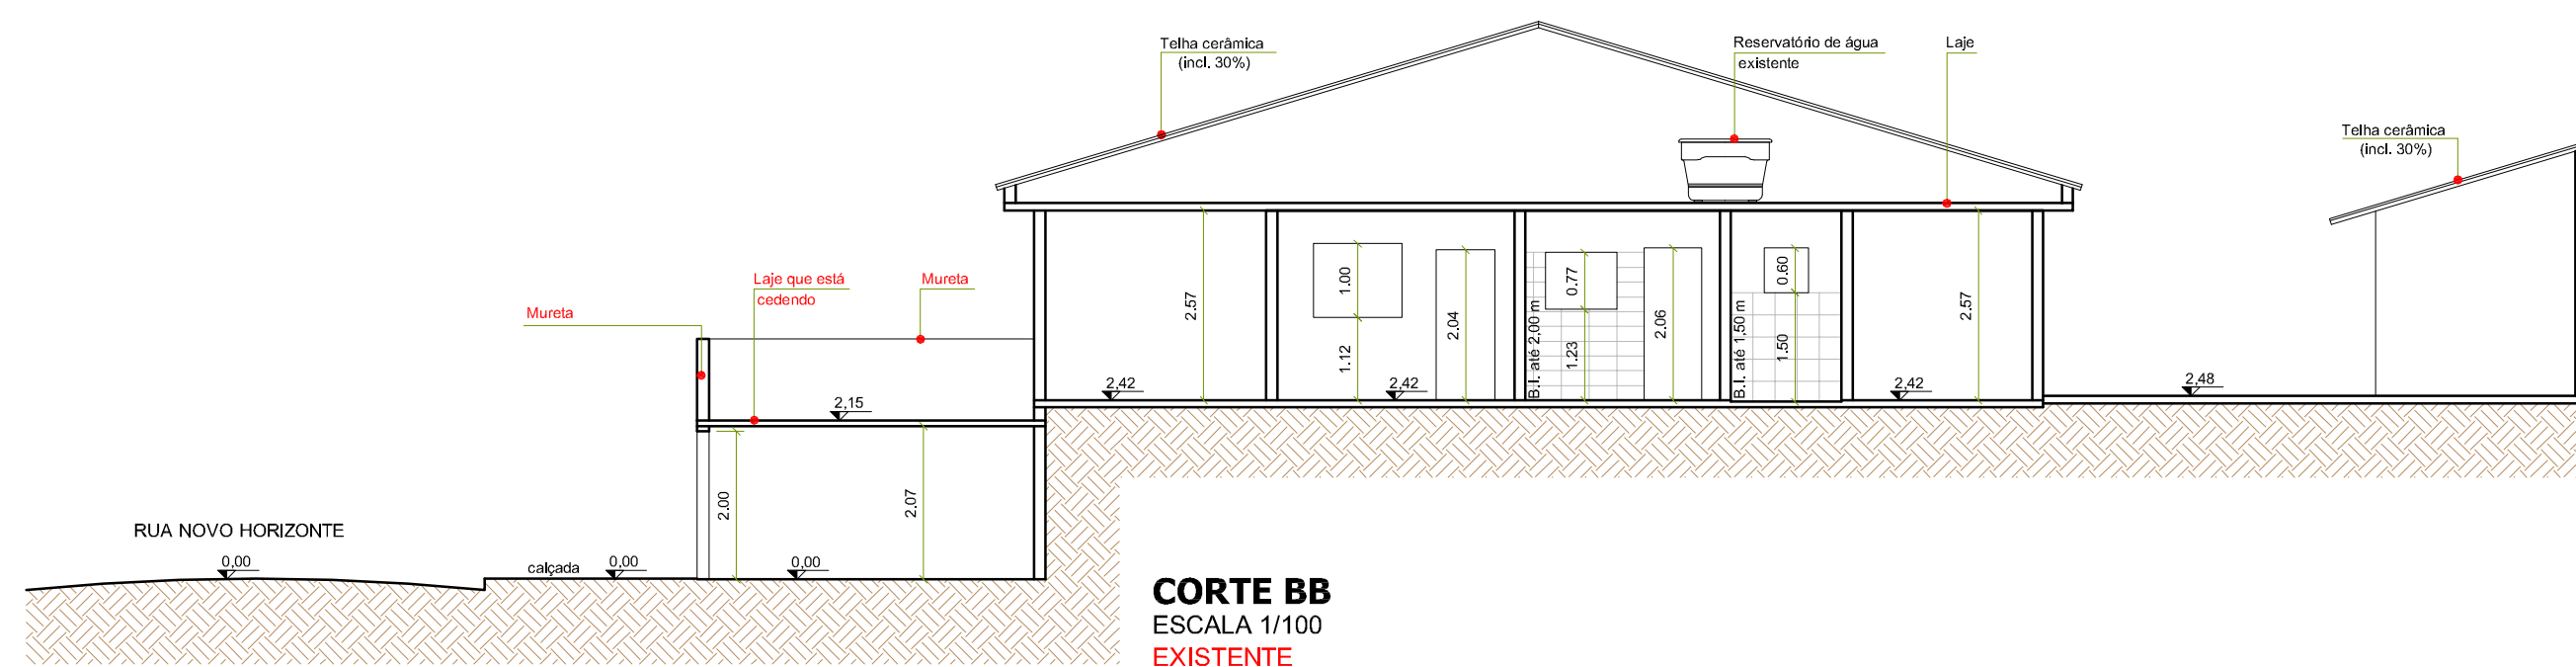 Telha cerâmica
(incl. 30%)
Reservatório de água
existente
Laje
Telha cerâmica
(incl. 30%)
Laje que está
cedendo
Mureta
Mureta
2.57
1.00
1.12
2.04
B.I. até 2,00 m
0.77
1.23
2.06
B.I. até 1,50 m
0.60
1.50
2.57
2,42
2,42
2,42
2,48
2,15
2.00
2.07
RUA NOVO HORIZONTE
0,00
calçada
0,00
0,00
CORTE BB
ESCALA 1/100
EXISTENTE